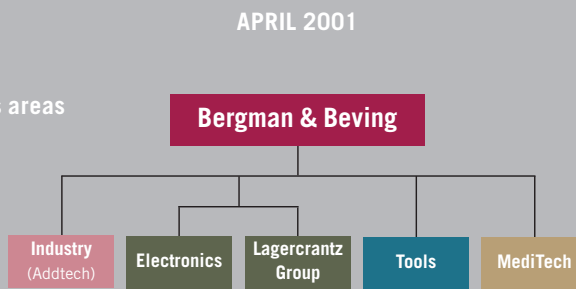 APRIL 2001
areas
Bergman & Beving
Industry
(Addtech)
Electronics
Lagercrantz
Group
Tools
MediTech